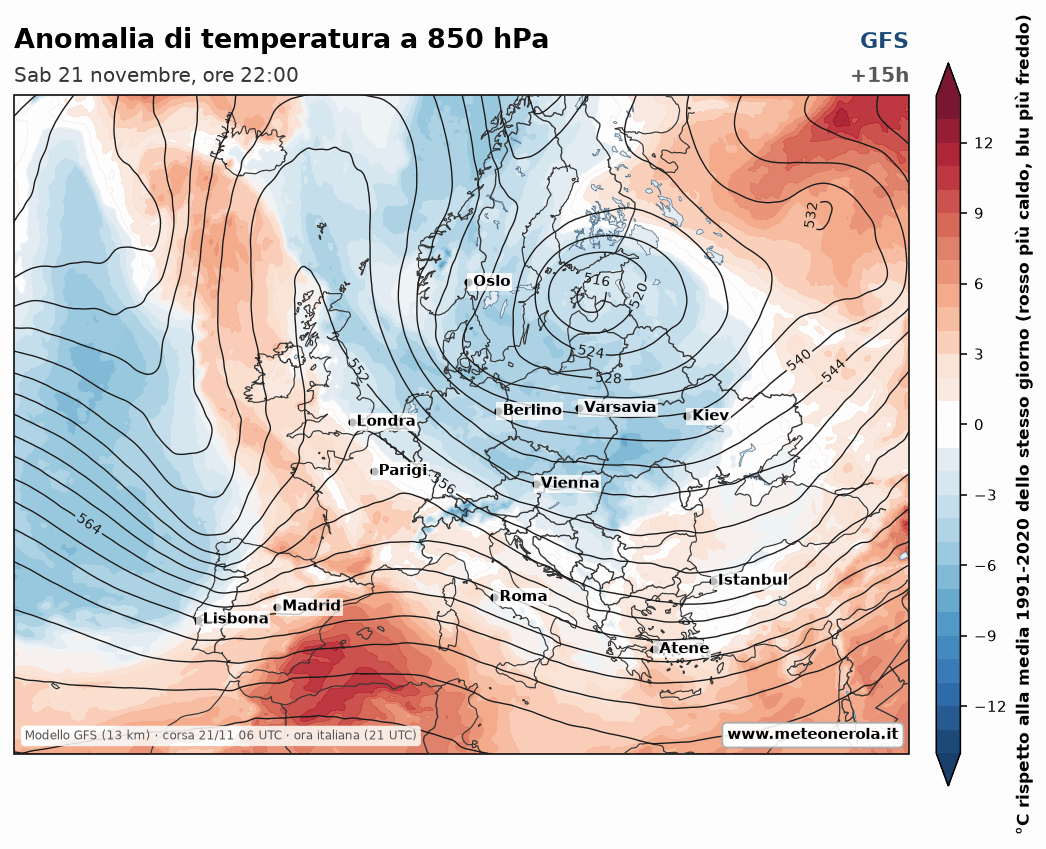 Anomalia di temperatura a 850 hPa
GFS
Sab 21 novembre, ore 22:00
+15h
532
516
520
Oslo
524
540
552
528
544
Berlino
Varsavia
Kiev
Londra
Parigi
556
Vienna
564
Istanbul
Roma
Madrid
Lisbona
Atene
Modello GFS (13 km) · corsa 21/11 06 UTC · ora italiana (21 UTC)
www.meteonerola.it
12
9
6
3
0
−3
−6
−9
−12
°C rispetto alla media 1991-2020 dello stesso giorno (rosso più caldo, blu più freddo)